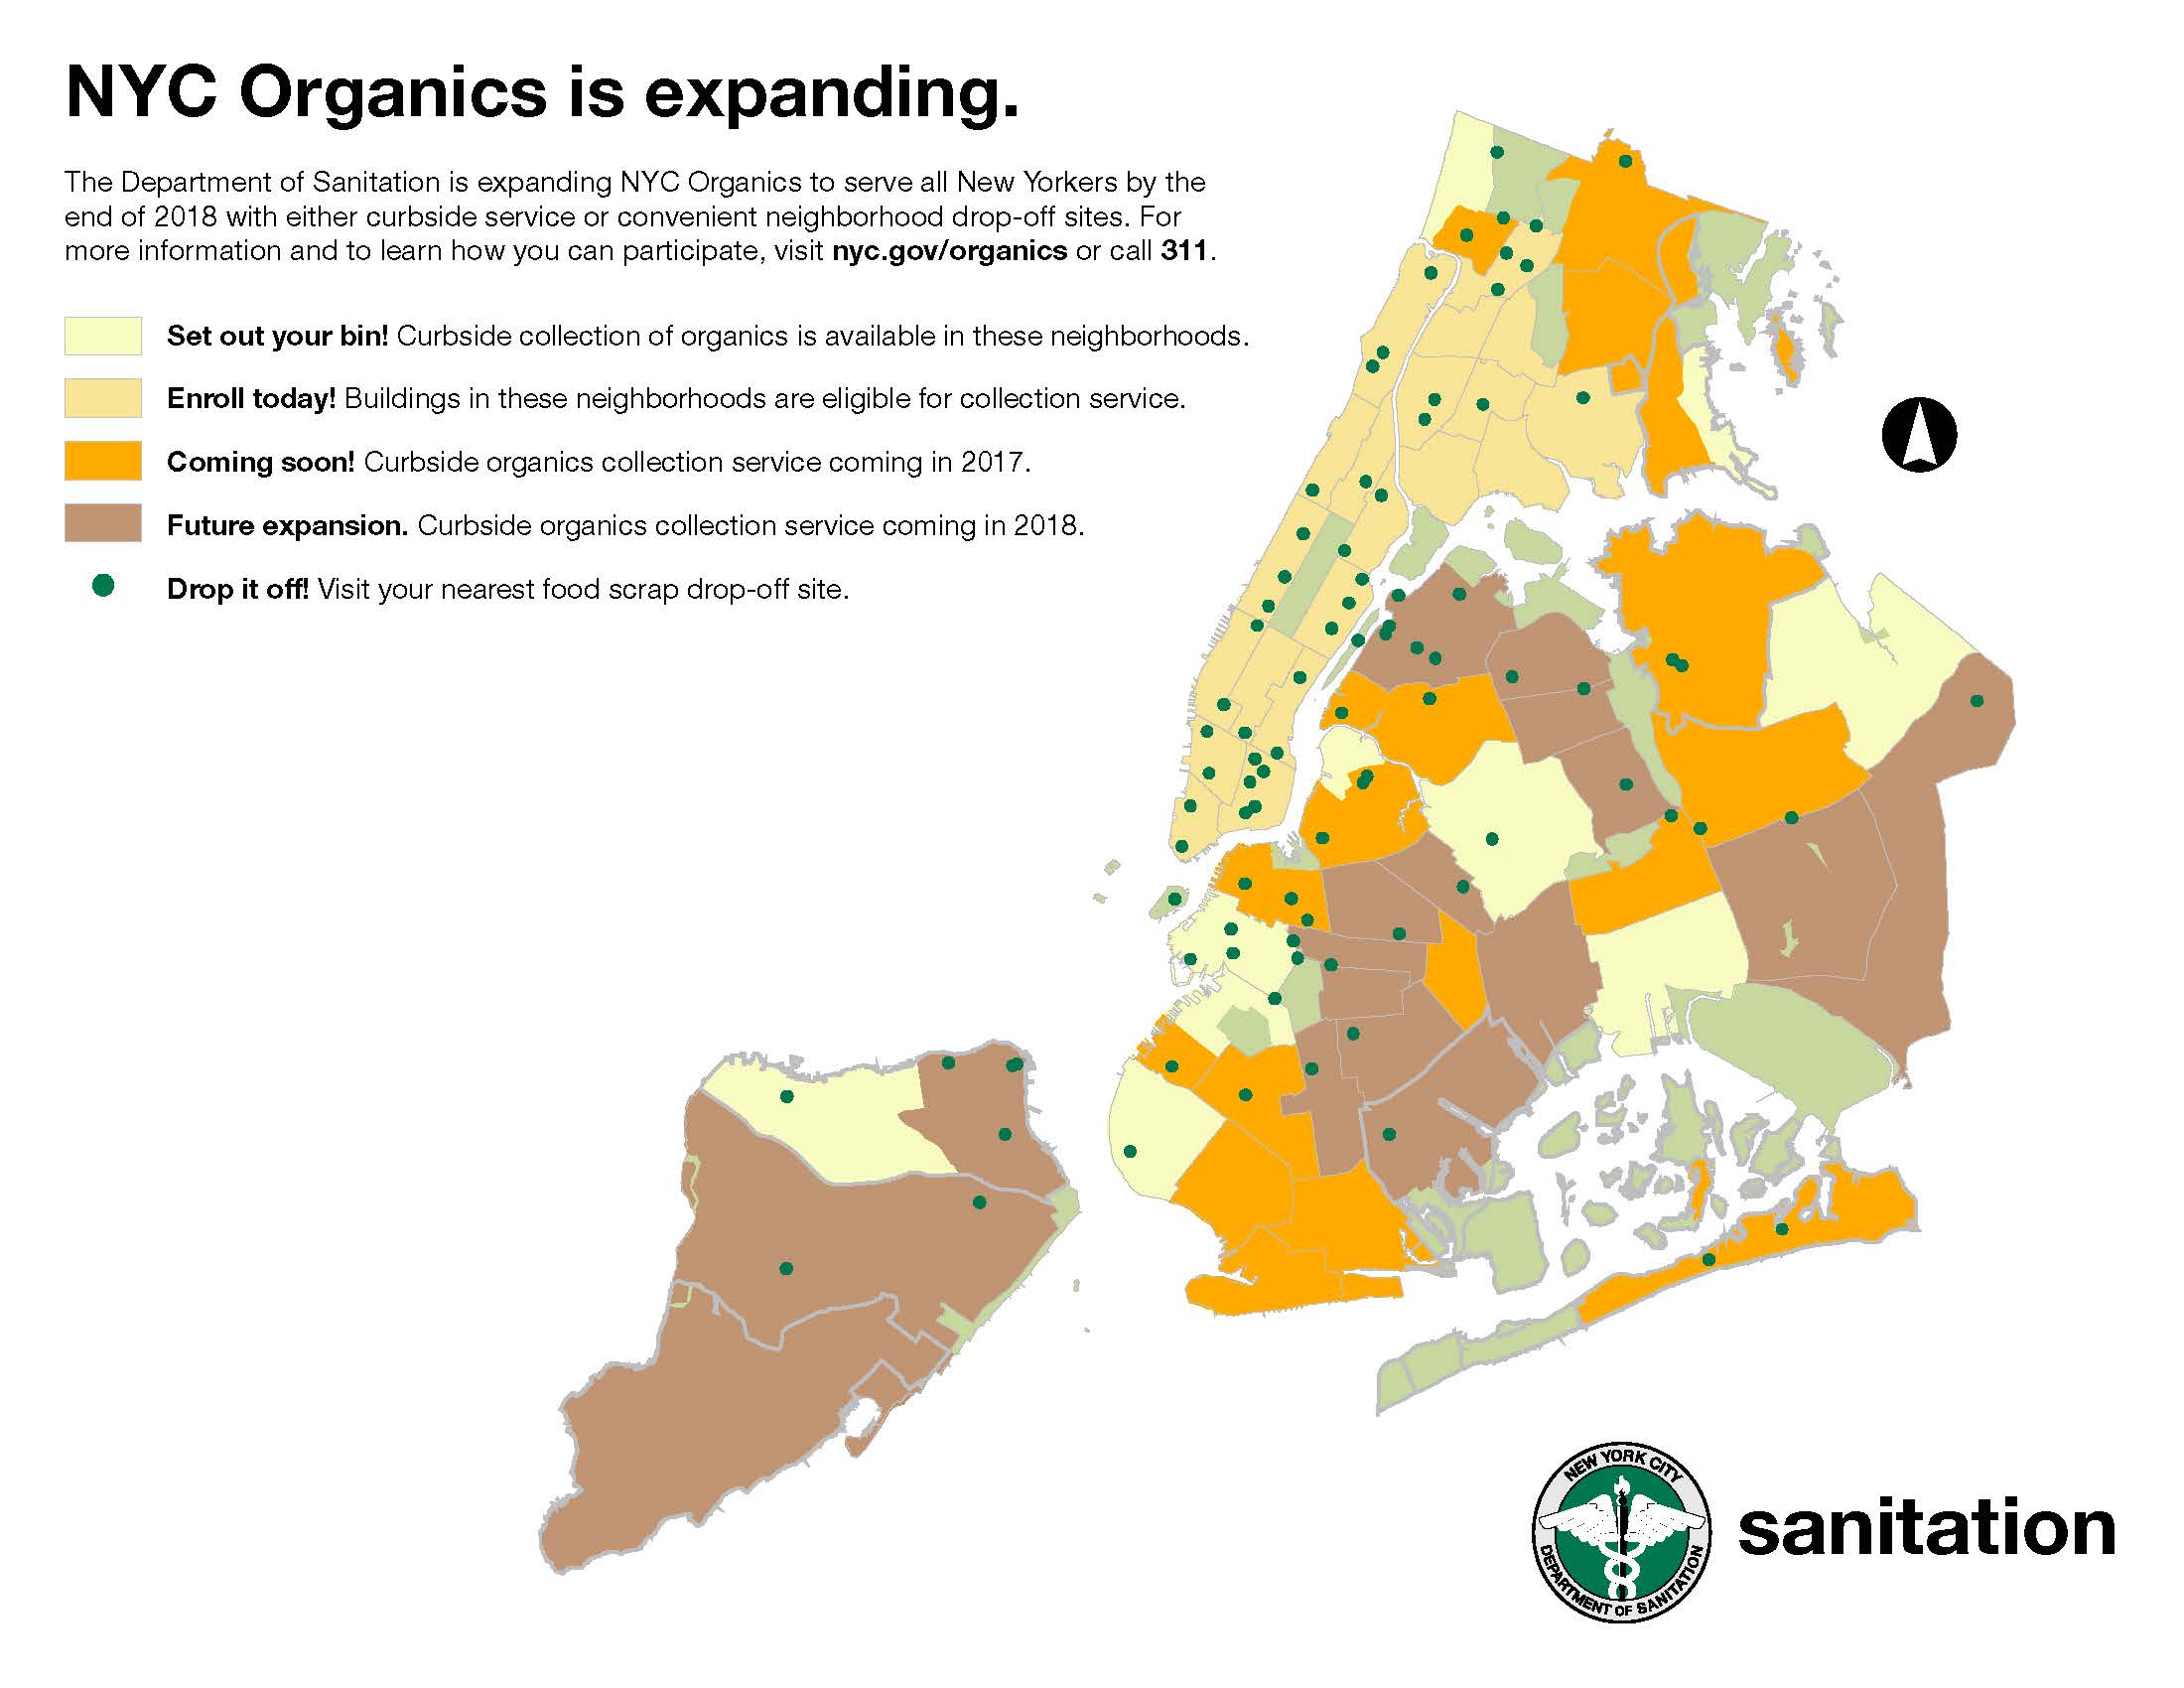 NYC Organics is expanding.
The Department of Sanitation is expanding NYC Organics to serve all New Yorkers by the
end of 2018 with either curbside service or convenient neighborhood drop-off sites. For
more information and to learn how you can participate, visit nyc.gov/organics or call 311.
Set out your bin! Curbside collection of organics is available in these neighborhoods.
Enroll today! Buildings in these neighborhoods are eligible for collection service.
Coming soon! Curbside organics collection service coming in 2017.
Future expansion. Curbside organics collection service coming in 2018.
Drop it off! Visit your nearest food scrap drop-off site.
NEW YORK CITY
DEPARTMENT OF SANITATION
sanitation